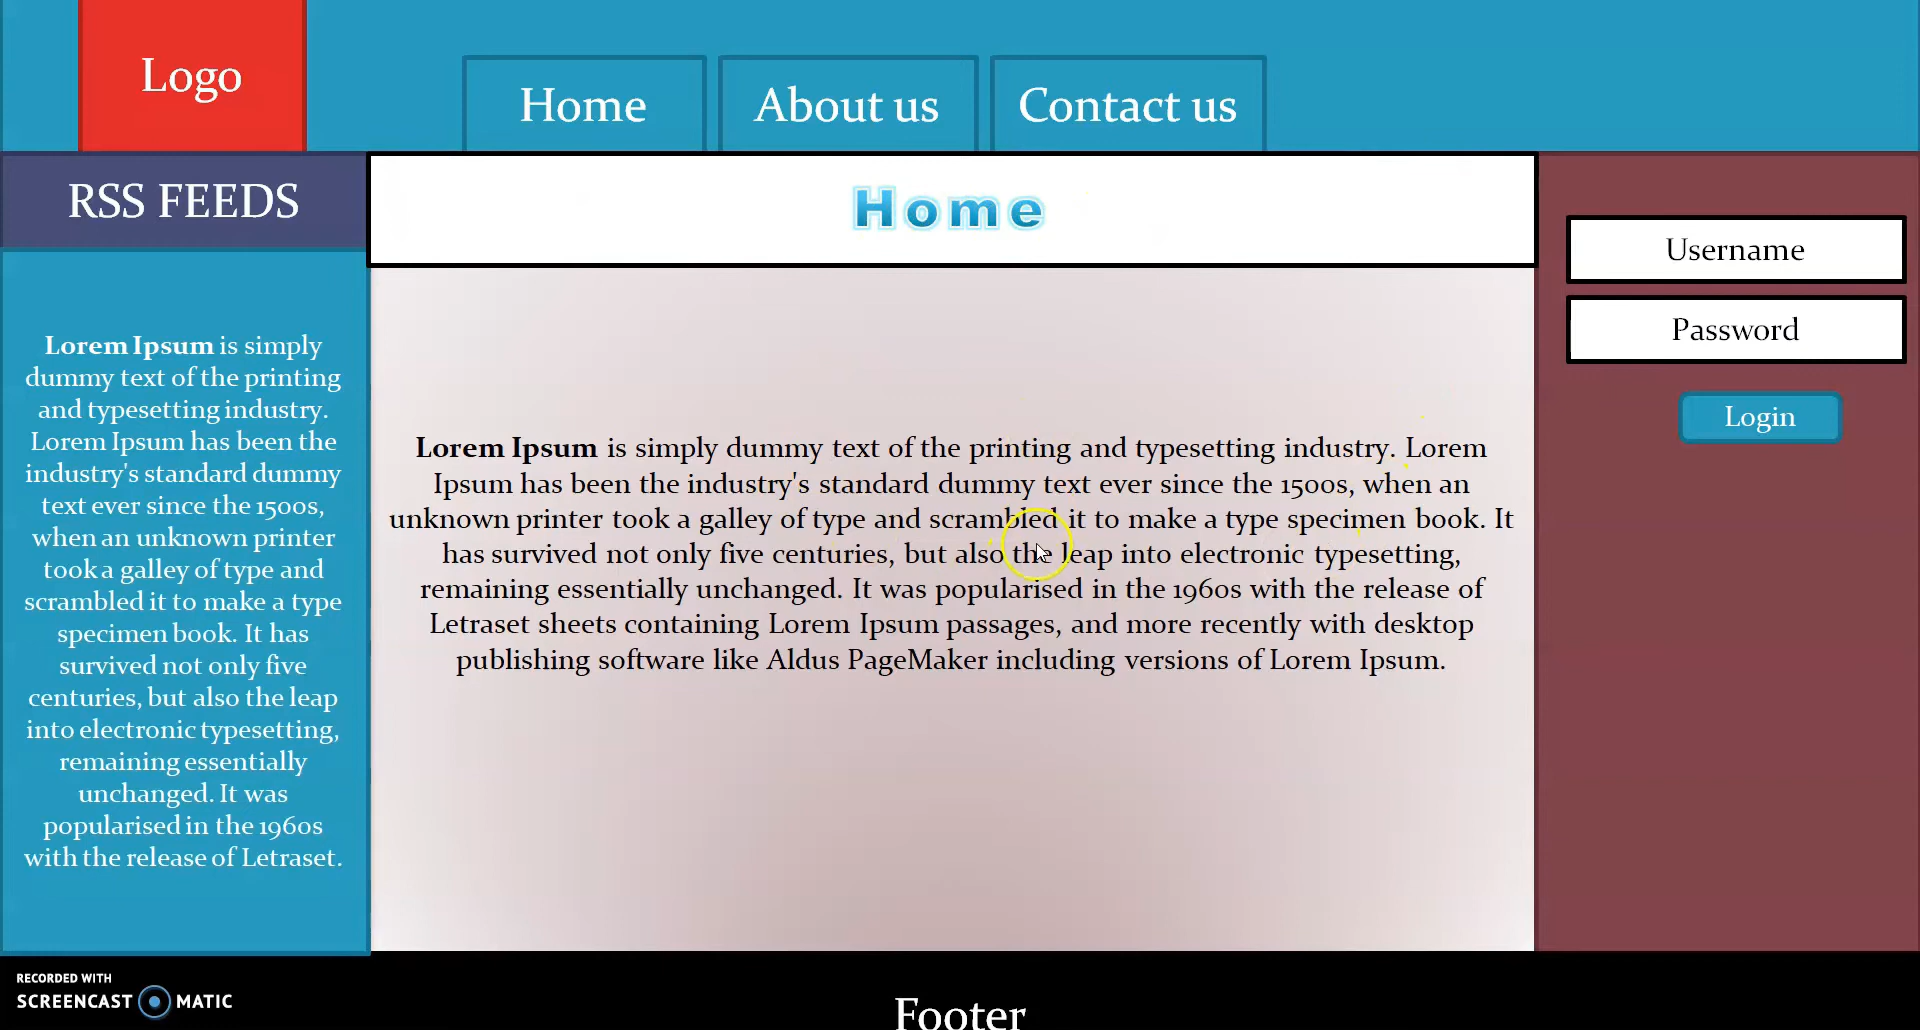 Logo
Home
About us
Contact us
RSS FEEDS
Lorem Ipsum is simply
dummy text of the printing
and typesetting industry.
Lorem Ipsum has been the
industry's standard dummy
text ever since the 1500s,
when an unknown printer
took a galley of type and
scrambled it to make a type
specimen book. It has
survived not only five
centuries, but also the leap
into electronic typesetting,
remaining essentially
unchanged. It was
popularised in the 1960s
with the release of Letraset.
Home
Lorem Ipsum is simply dummy text of the printing and typesetting industry. Lorem
Ipsum has been the industry's standard dummy text ever since the 1500s, when an
unknown printer took a galley of type and scrambled it to make a type specimen book. It
has survived not only five centuries, but also the leap into electronic typesetting,
remaining essentially unchanged. It was popularised in the 1960s with the release of
Letraset sheets containing Lorem Ipsum passages, and more recently with desktop
publishing software like Aldus PageMaker including versions of Lorem Ipsum.
Username
Password
Login
RECORDED WITH
SCREENCAST MATIC
Footer